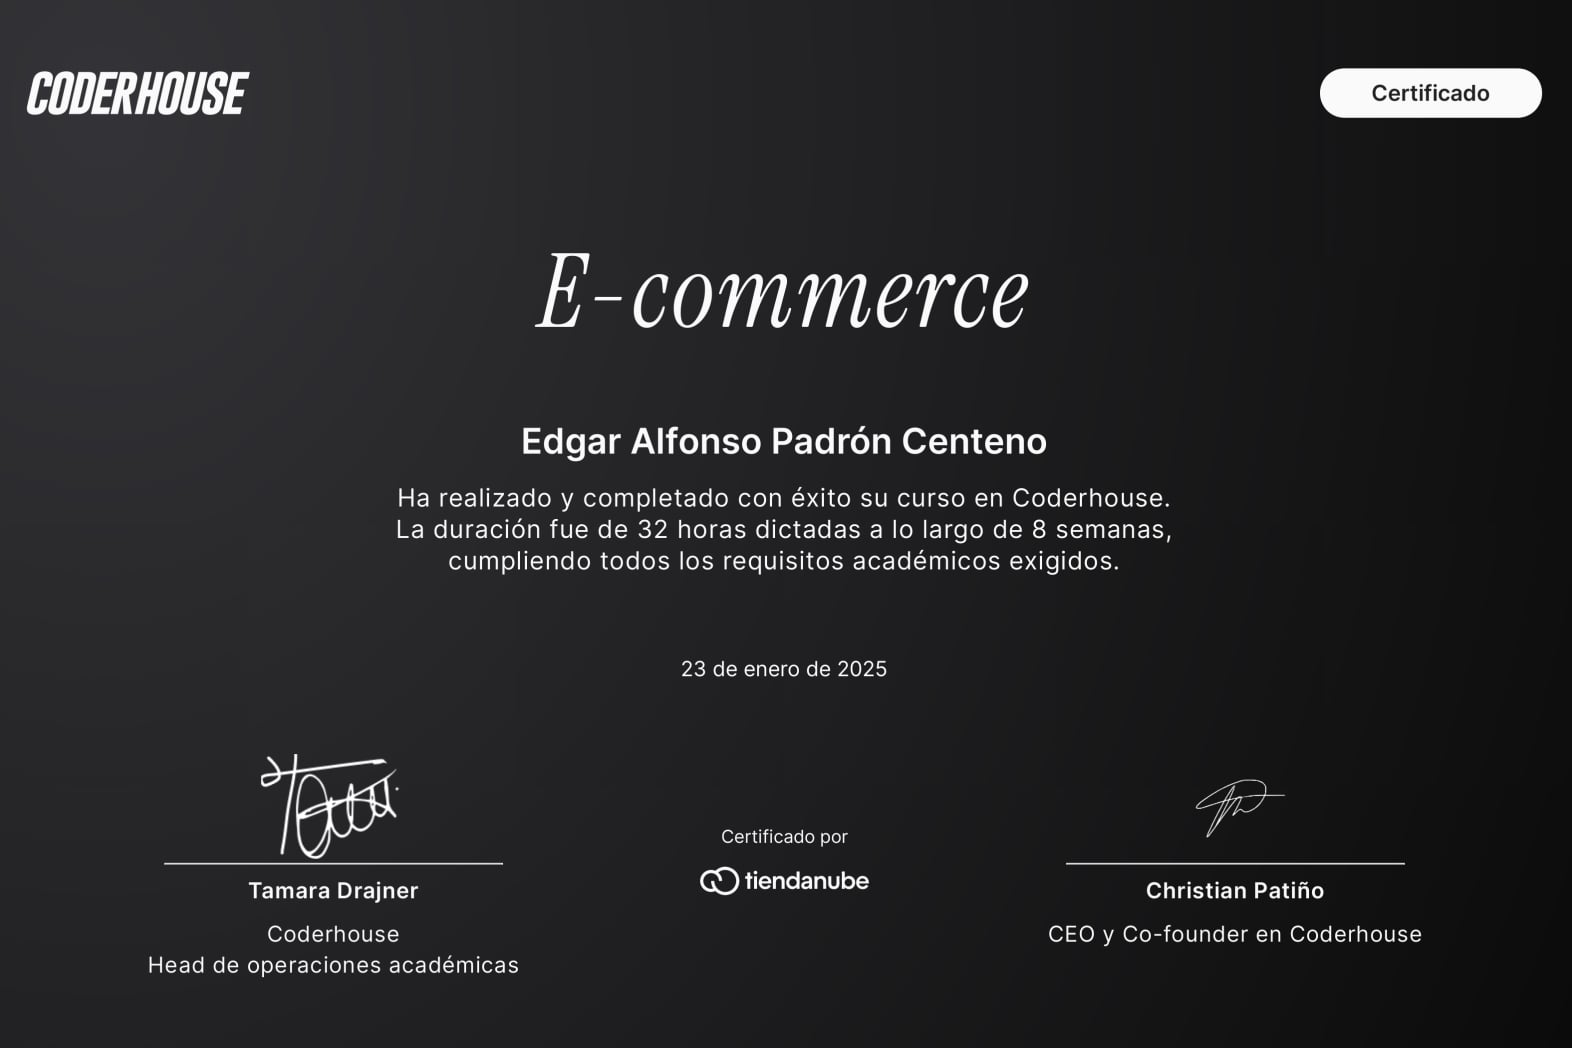 CODERHOUSE
Certificado
E-commerce
Edgar Alfonso Padrón Centeno
Ha realizado y completado con éxito su curso en Coderhouse.
La duración fue de 32 horas dictadas a lo largo de 8 semanas,
cumpliendo todos los requisitos académicos exigidos.
23 de enero de 2025
Tamara Drajner
Coderhouse
Head de operaciones académicas
Certificado por
tiendanube
Christian Patiño
CEO y Co-founder en Coderhouse